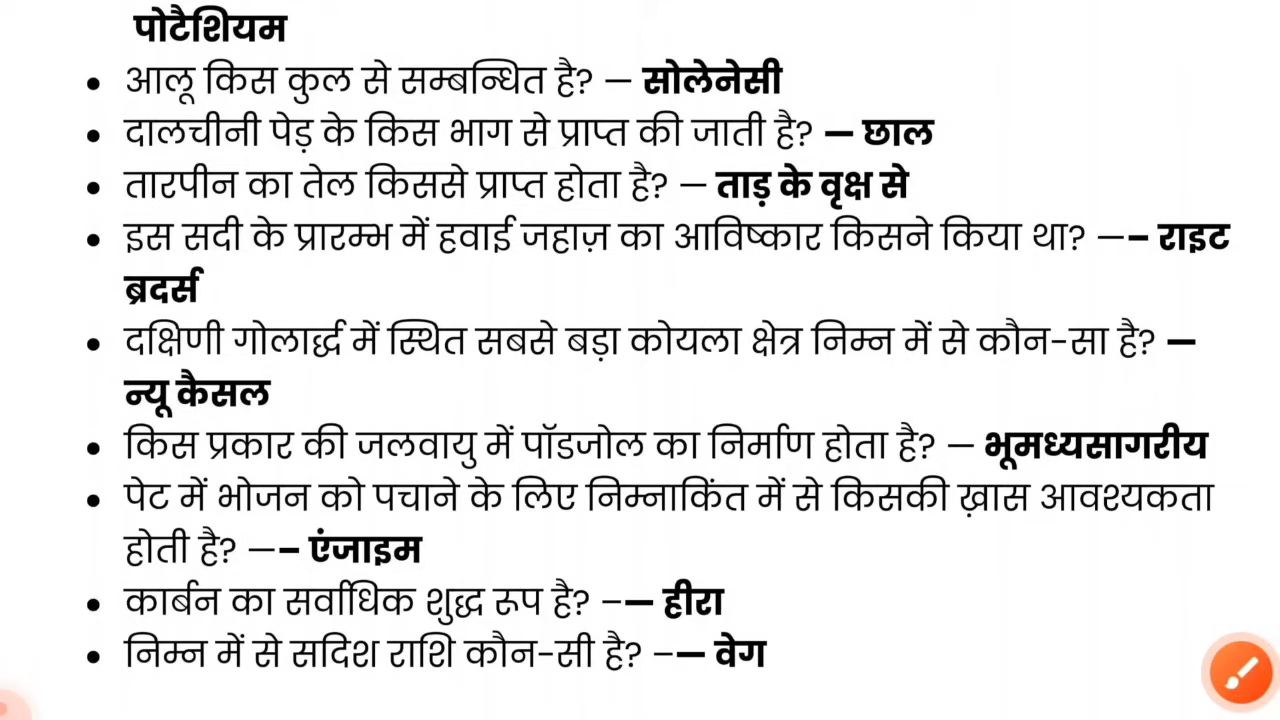 पोटैशियम
• आलू किस कुल से सम्बन्धित है? — सोलेनेसी
• दालचीनी पेड़ के किस भाग से प्राप्त की जाती है? — छाल
• तारपीन का तेल किससे प्राप्त होता है? — ताड़ के वृक्ष से
• इस सदी के प्रारम्भ में हवाई जहाज़ का आविष्कार किसने किया था? —– राइट
ब्रदर्स
• दक्षिणी गोलार्द्ध में स्थित सबसे बड़ा कोयला क्षेत्र निम्न में से कौन-सा है? —
न्यू कैसल
• किस प्रकार की जलवायु में पॉडजोल का निर्माण होता है? — भूमध्यसागरीय
• पेट में भोजन को पचाने के लिए निम्नाकिंत में से किसकी ख़ास आवश्यकता
होती है? —– एंजाइम
• कार्बन का सर्वाधिक शुद्ध रूप है? –— हीरा
• निम्न में से सदिश राशि कौन-सी है? –— वेग